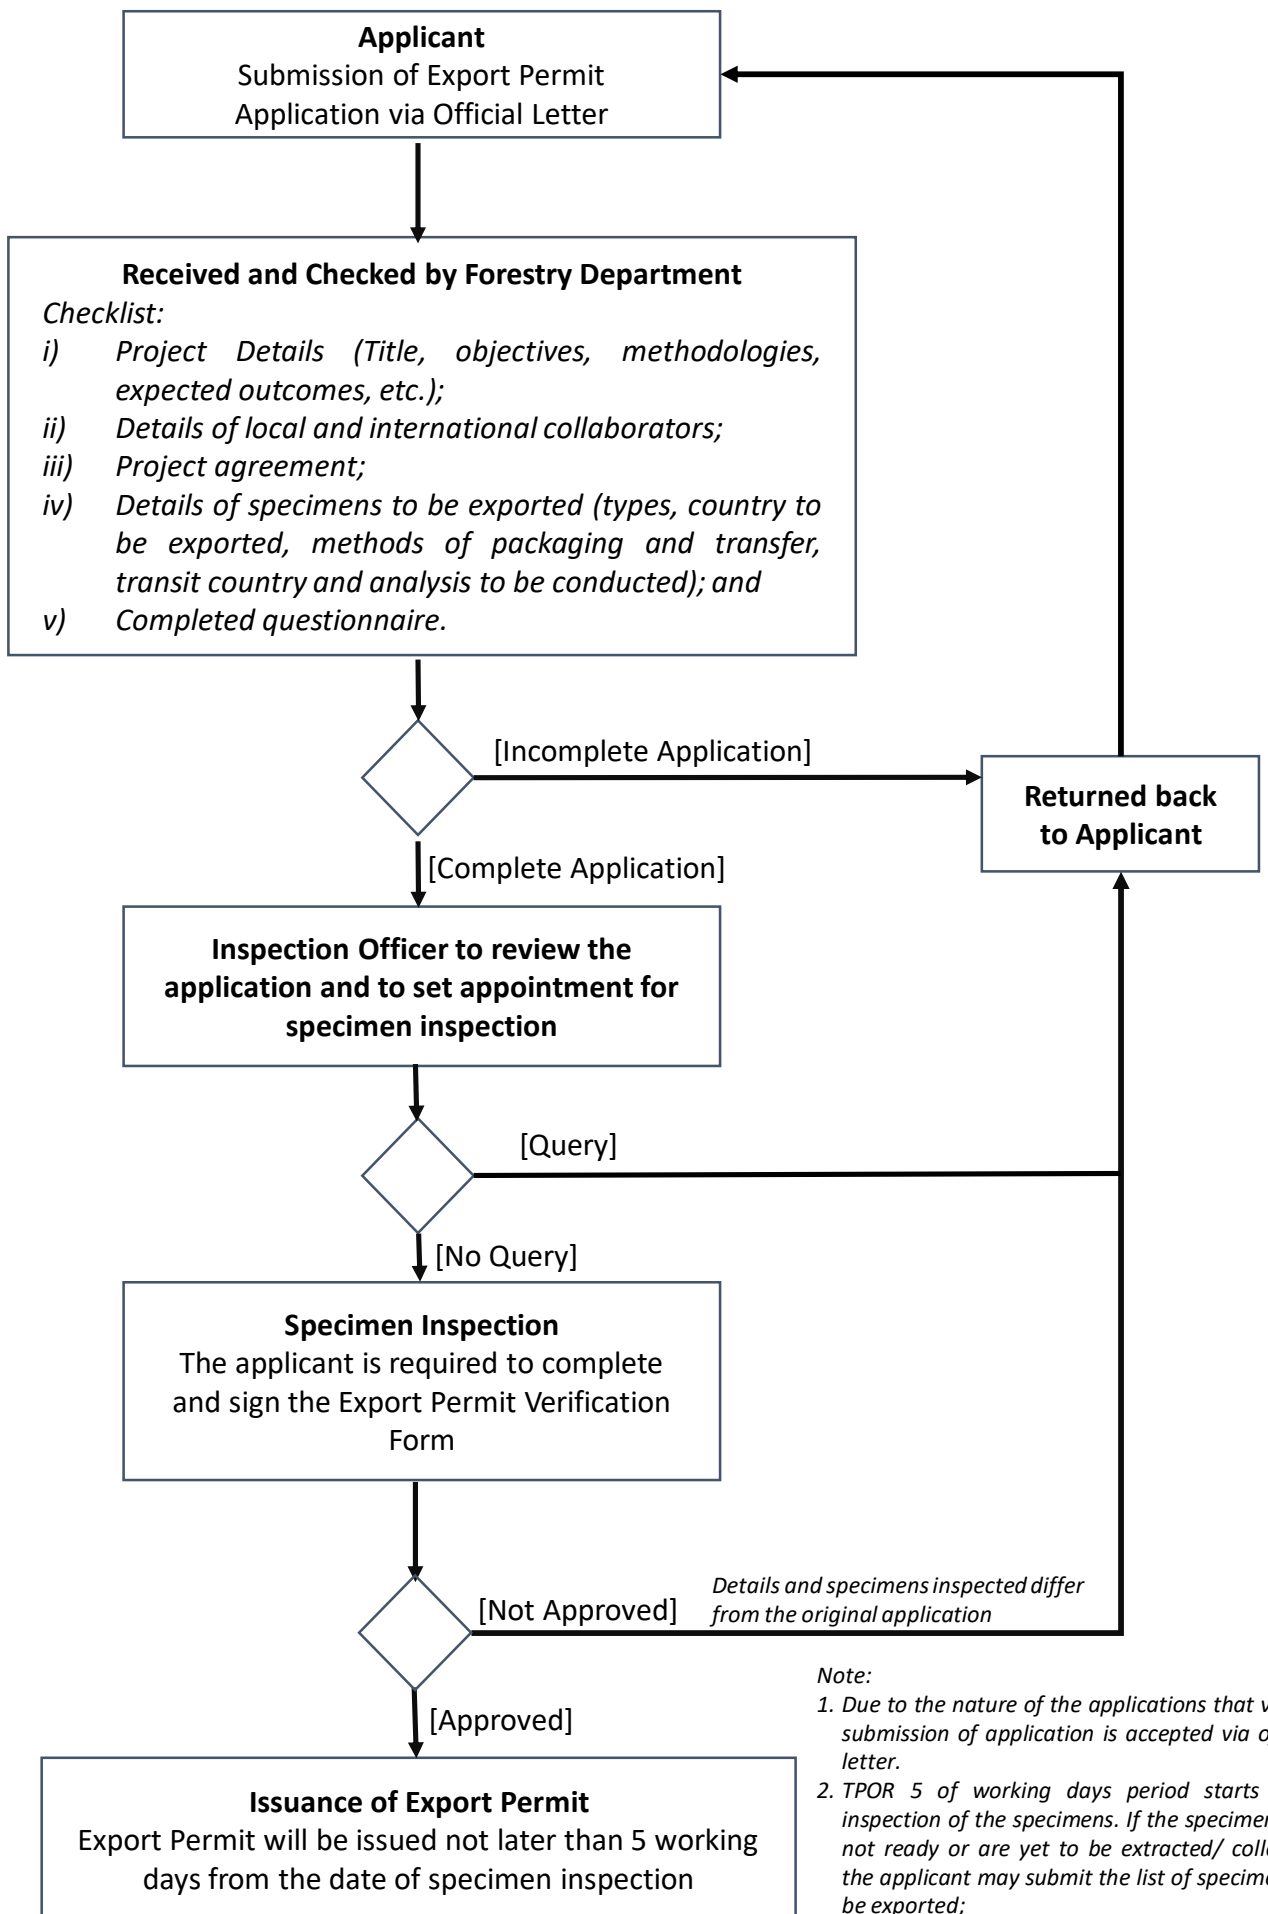 Applicant
Submission of Export Permit
Application via Official Letter
Received and Checked by Forestry Department
Checklist:
i) Project Details (Title, objectives, methodologies,
expected outcomes, etc.);
ii) Details of local and international collaborators;
iii) Project agreement;
iv) Details of specimens to be exported (types, country to
be exported, methods of packaging and transfer,
transit country and analysis to be conducted); and
v) Completed questionnaire.
[Incomplete Application]
Returned back
to Applicant
[Complete Application]
Inspection Officer to review the
application and to set appointment for
specimen inspection
[Query]
[No Query]
Specimen Inspection
The applicant is required to complete
and sign the Export Permit Verification
Form
[Not Approved]
Details and specimens inspected differ
from the original application
[Approved]
Issuance of Export Permit
Export Permit will be issued not later than 5 working
days from the date of specimen inspection
Note:
1. Due to the nature of the applications that
submission of application is accepted via
letter.
2. TPOR 5 of working days period starts
inspection of the specimens. If the
not ready or are yet to be extracted/
the applicant may submit the list of
be exported;